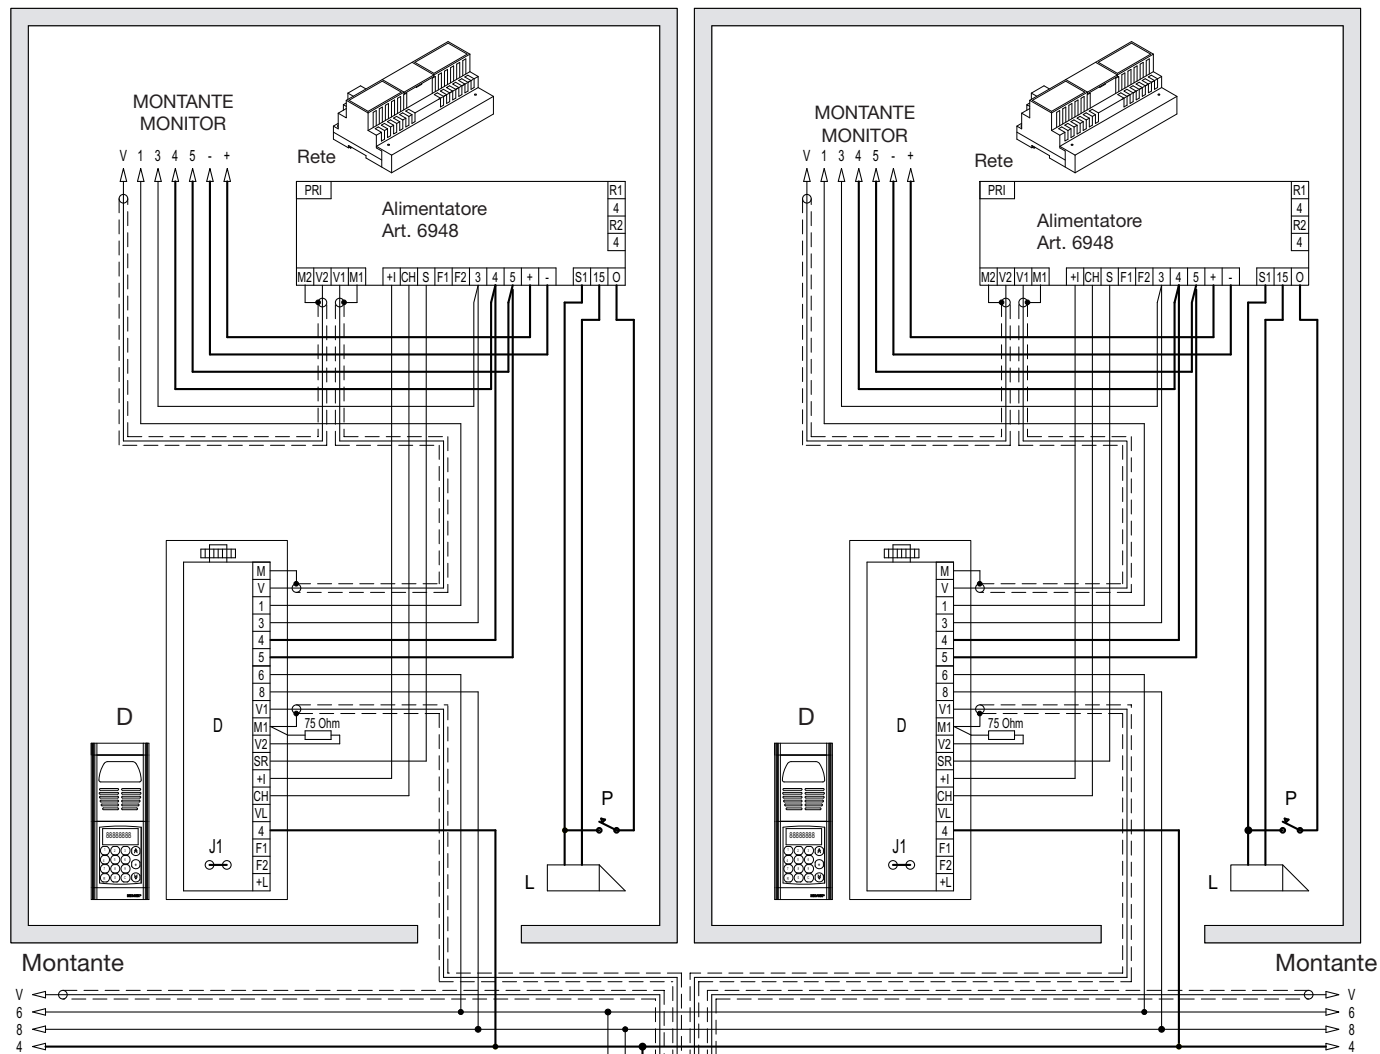 MONTANTE
MONITOR
V 1 3 4 5 - +
Rete
PRI
Alimentatore
Art. 6948
R1
4
R2
4
M2 V2 V1 M1 +I CH S F1 F2 3 4 5 + - S1 15 O
M
V
1
3
4
5
6
8
V1
M1
V2
SR
+I
CH
VL
4
F1
F2
+L
75 Ohm
D
D
88888888
J1
P
L
MONTANTE
MONITOR
V 1 3 4 5 - +
Rete
PRI
Alimentatore
Art. 6948
R1
4
R2
4
M2 V2 V1 M1 +I CH S F1 F2 3 4 5 + - S1 15 O
M
V
1
3
4
5
6
8
V1
M1
V2
SR
+I
CH
VL
4
F1
F2
+L
75 Ohm
D
D
88888888
J1
P
L
Montante
V
6
8
4
Montante
V
6
8
4